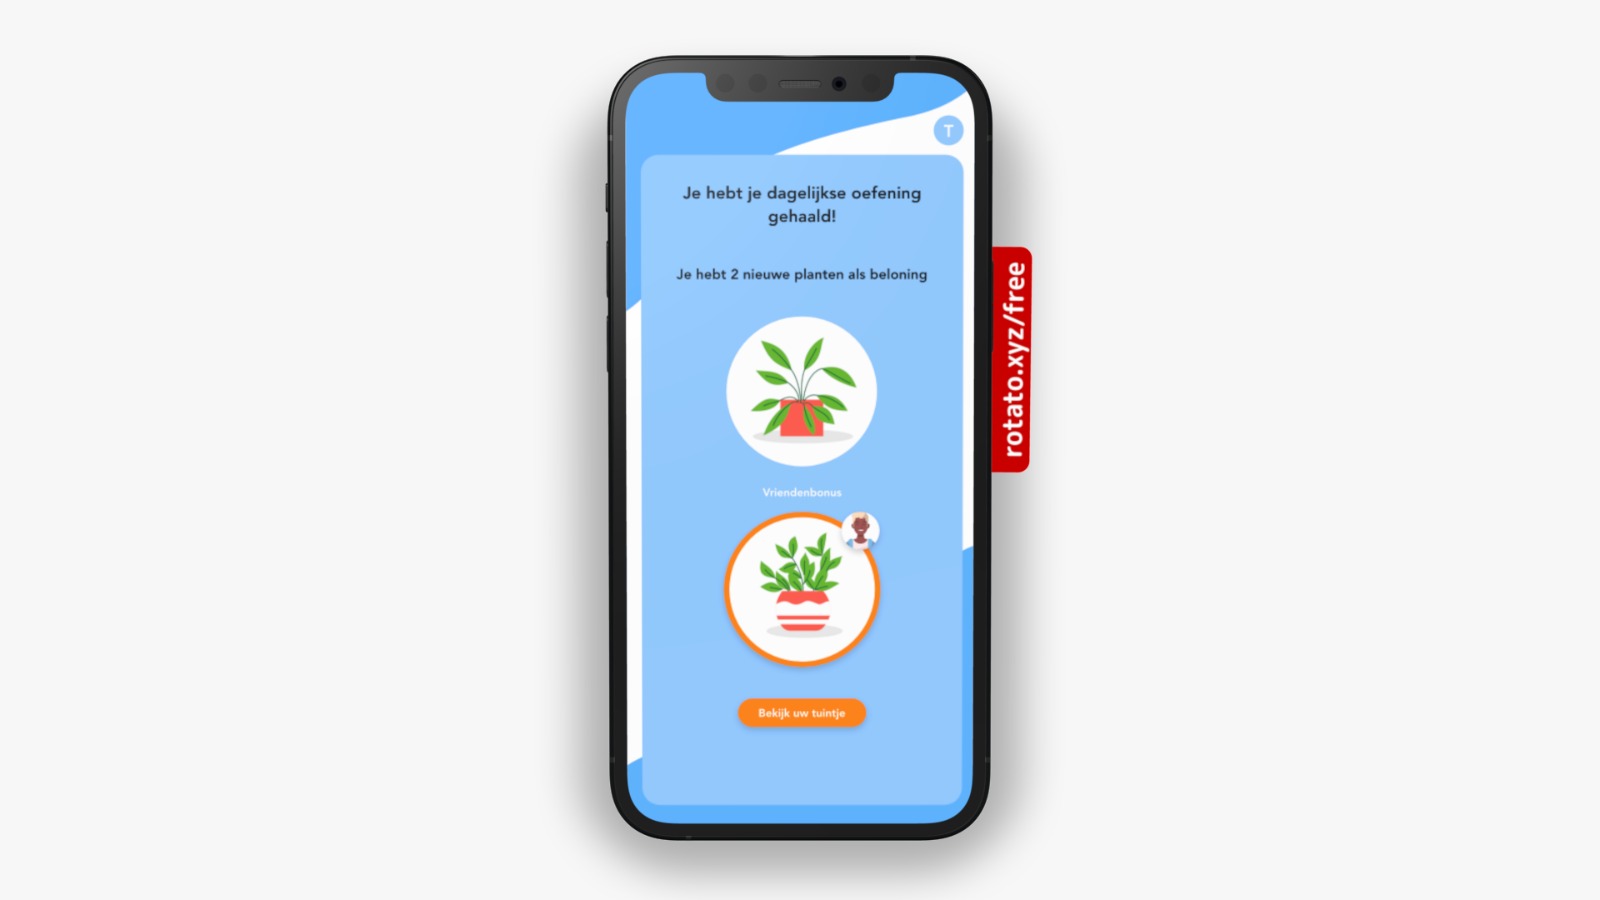 T
Je hebt je dagelijkse oefening
gehaald!
Je hebt 2 nieuwe planten als beloning
Vriendenbonus
Bekijk uw tuintje
rotato.xyz/free